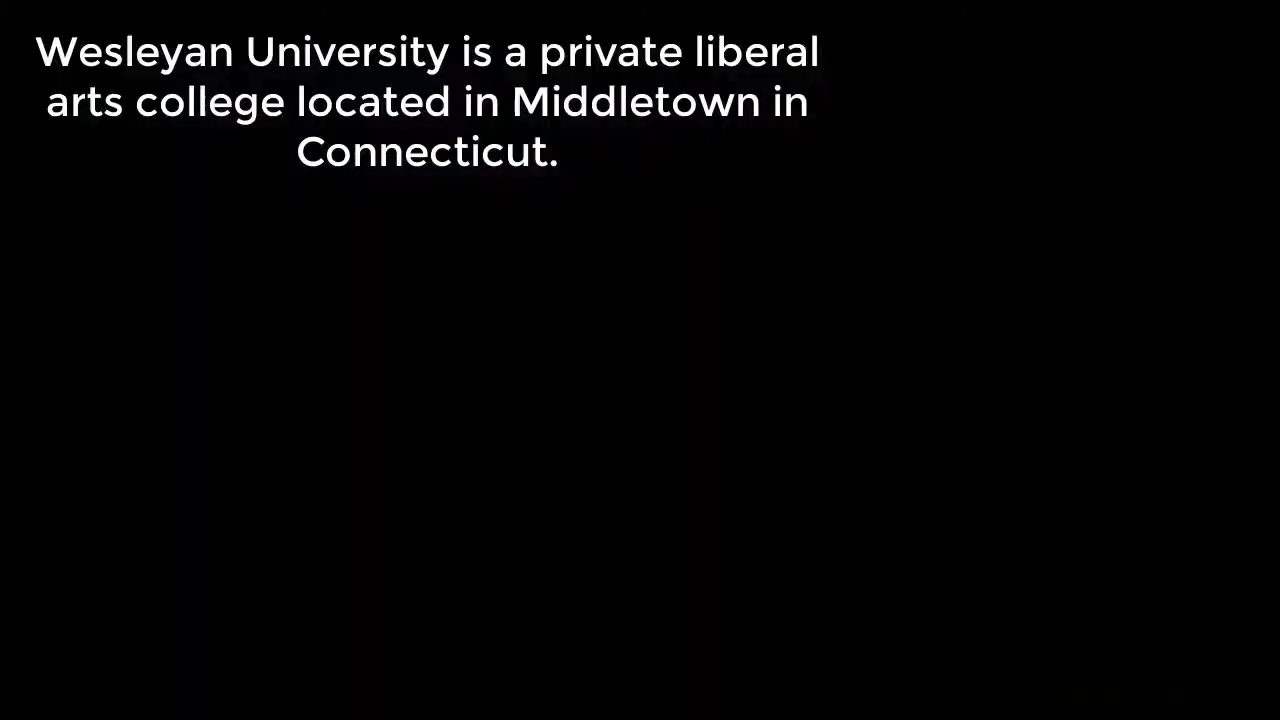 Wesleyan University is a private liberal
arts college located in Middletown in
Connecticut.